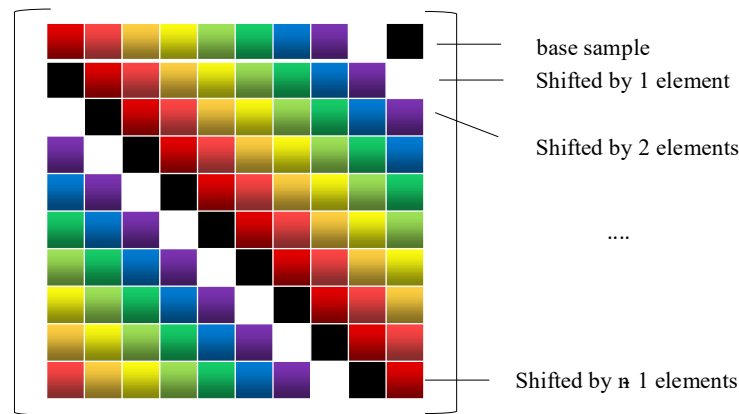 base sample
Shifted by 1 element
Shifted by 2 elements
....
Shifted by n- 1 elements